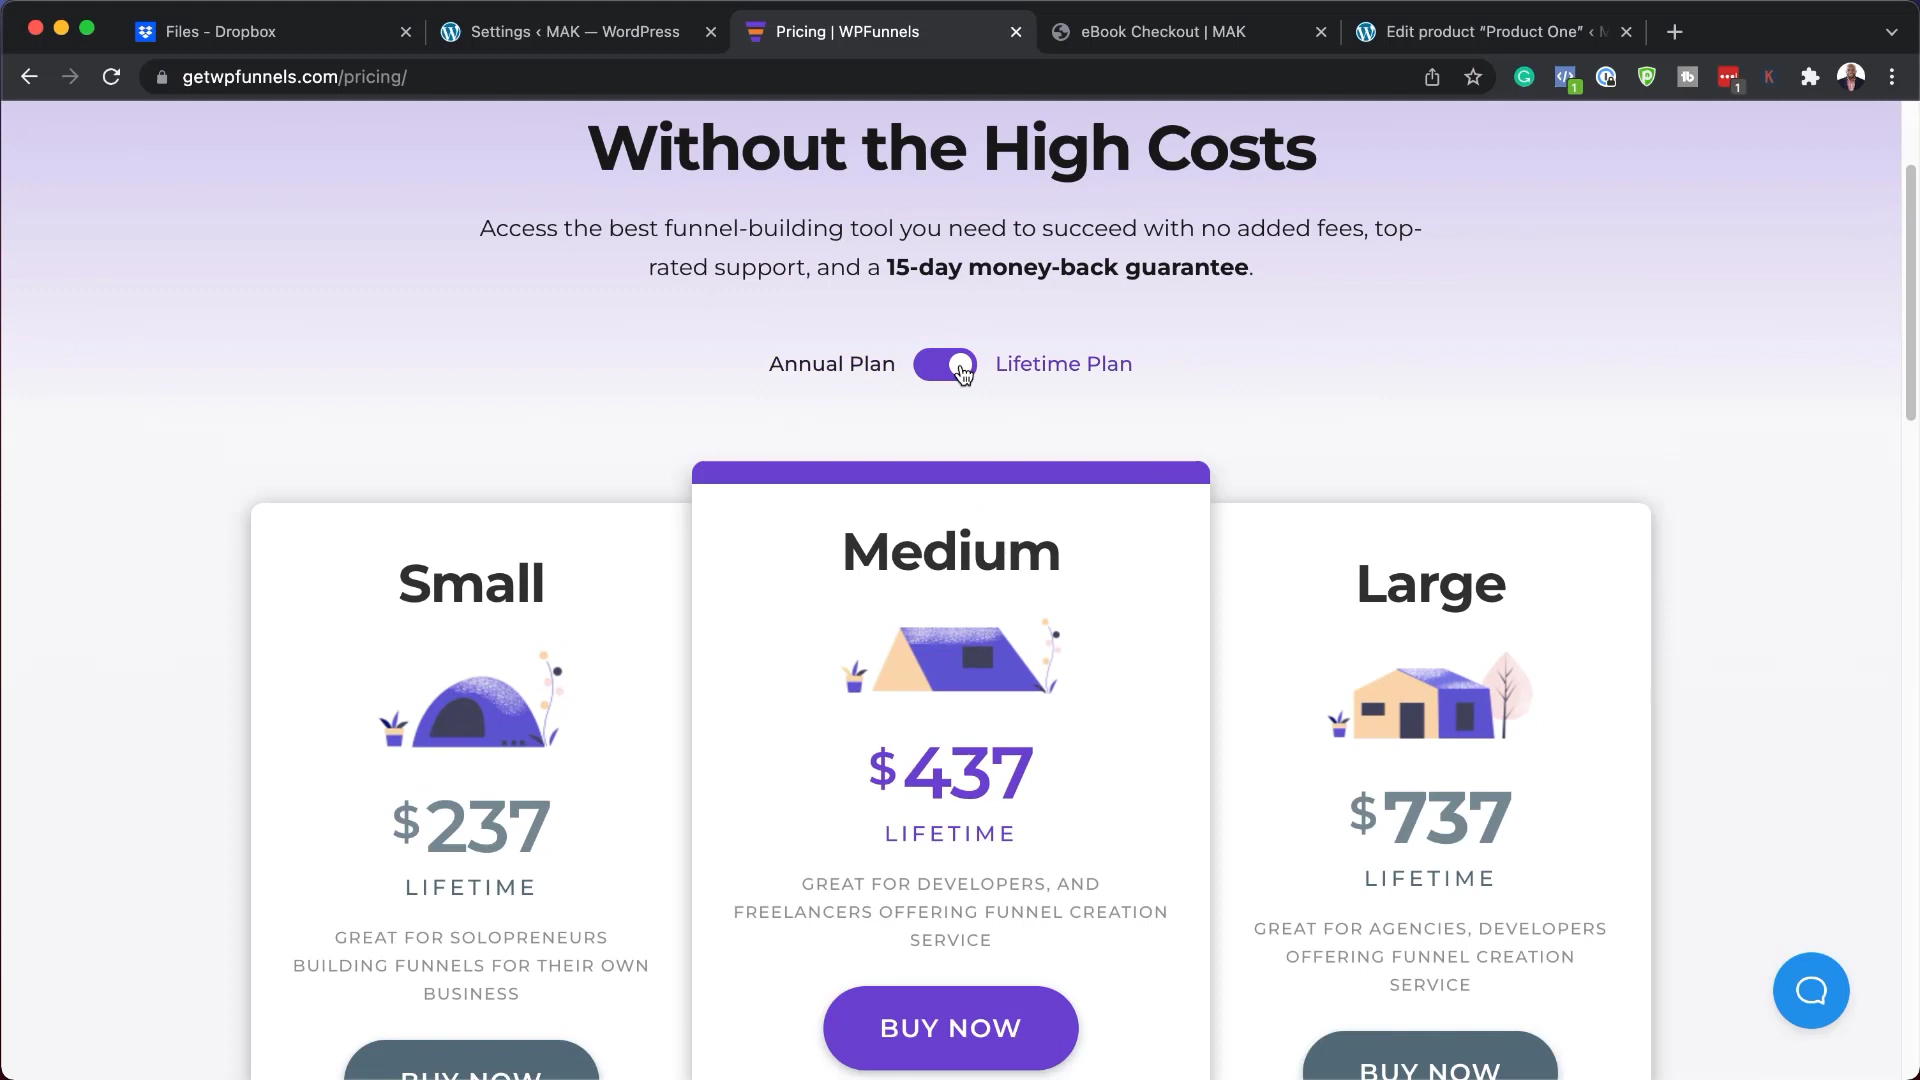 Files - Dropbox
Settings ‹ MAK — WordPress
Pricing | WPFunnels
eBook Checkout | MAK
Edit product “Product One” ‹ M
getwpfunnels.com/pricing/
1
1
Without the High Costs
Access the best funnel-building tool you need to succeed with no added fees, top-
rated support, and a 15-day money-back guarantee.
Annual Plan
Lifetime Plan
Small
$237
LIFETIME
GREAT FOR SOLOPRENEURS
BUILDING FUNNELS FOR THEIR OWN
BUSINESS
BUY NOW
Medium
$437
LIFETIME
GREAT FOR DEVELOPERS, AND
FREELANCERS OFFERING FUNNEL CREATION
SERVICE
BUY NOW
Large
$737
LIFETIME
GREAT FOR AGENCIES, DEVELOPERS
OFFERING FUNNEL CREATION
SERVICE
BUY NOW